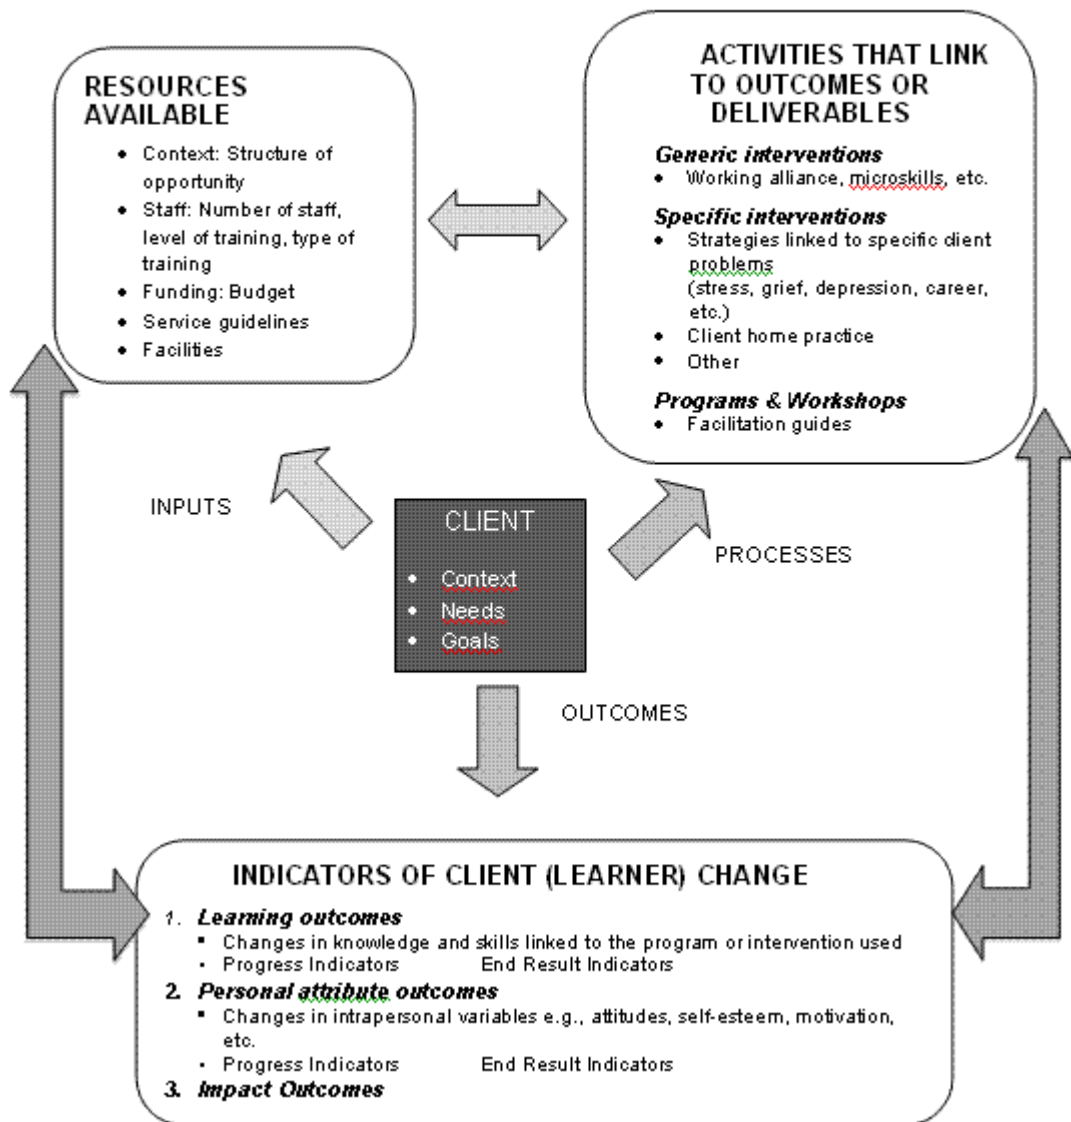 RESOURCES
AVAILABLE
• Context: Structure of
opportunity
• Staff: Number of staff,
level of training, type of
training
• Funding: Budget
• Service guidelines
• Facilities
ACTIVITIES THAT LINK
TO OUTCOMES OR
DELIVERABLES
Generic interventions
• Working alliance, microskills, etc.
Specific interventions
• Strategies linked to specific client
problems
(stress, grief, depression, career,
etc.)
• Client home practice
• Other
Programs & Workshops
• Facilitation guides
INPUTS
CLIENT
• Context
• Needs
• Goals
PROCESSES
OUTCOMES
INDICATORS OF CLIENT (LEARNER) CHANGE
1. Learning outcomes
▪ Changes in knowledge and skills linked to the program or intervention used
• Progress Indicators End Result Indicators
2. Personal attribute outcomes
▪ Changes in intrapersonal variables e.g., attitudes, self-esteem, motivation,
etc.
• Progress Indicators End Result Indicators
3. Impact Outcomes